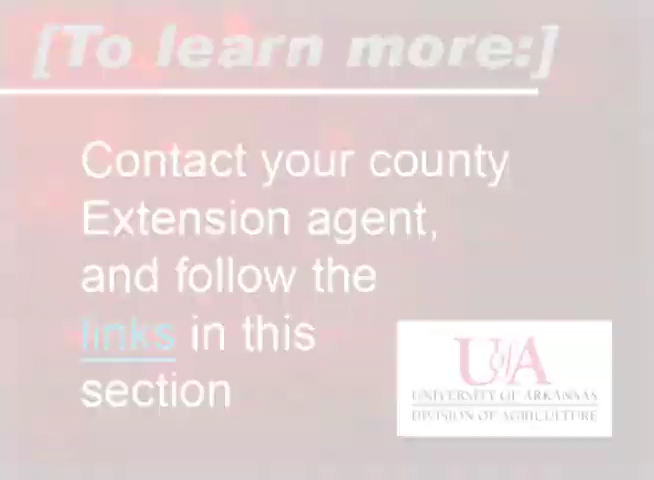 [To learn more:]
Contact your county
Extension agent,
and follow the
links in this
section
UofA
UNIVERSITY OF ARKANSAS
DIVISION OF AGRICULTURE